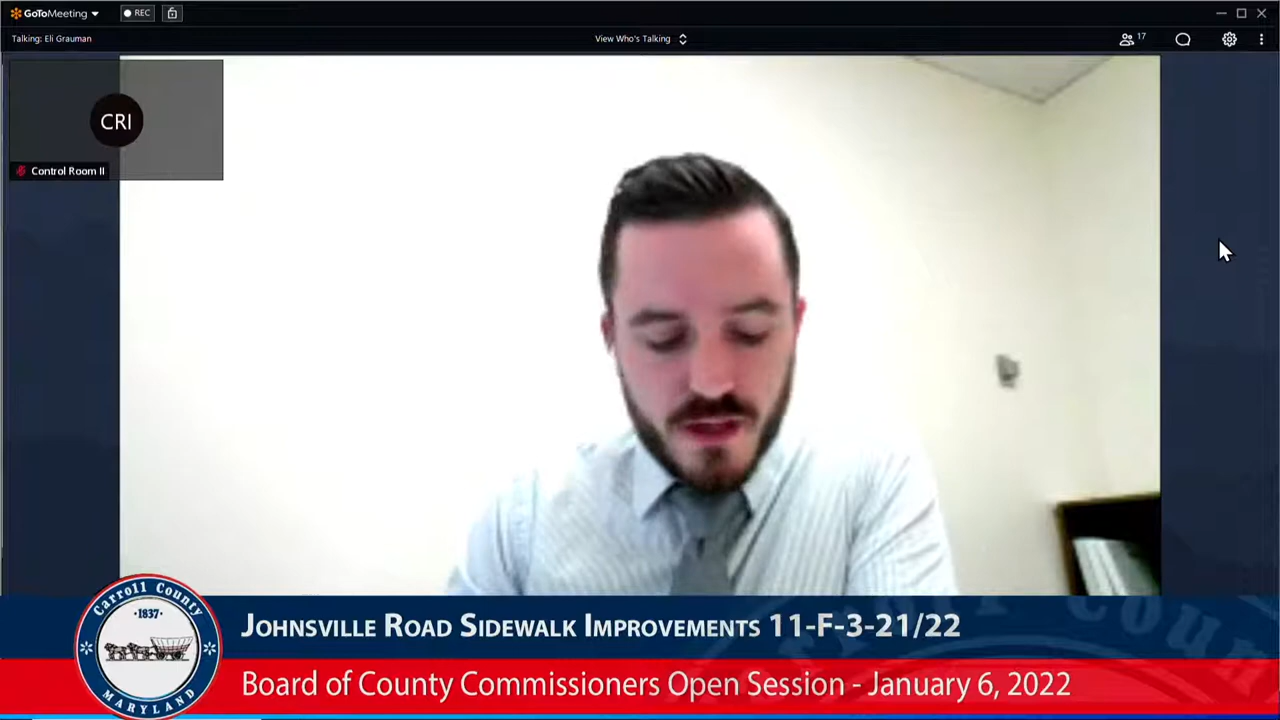 GoToMeeting
REC
Talking: Eli Grauman
View Who's Talking
17
CRI
Control Room II
Carroll County
·1837·
MARYLAND
JOHNSVILLE ROAD SIDEWALK IMPROVEMENTS 11-F-3-21/22
Board of County Commissioners Open Session - January 6, 2022